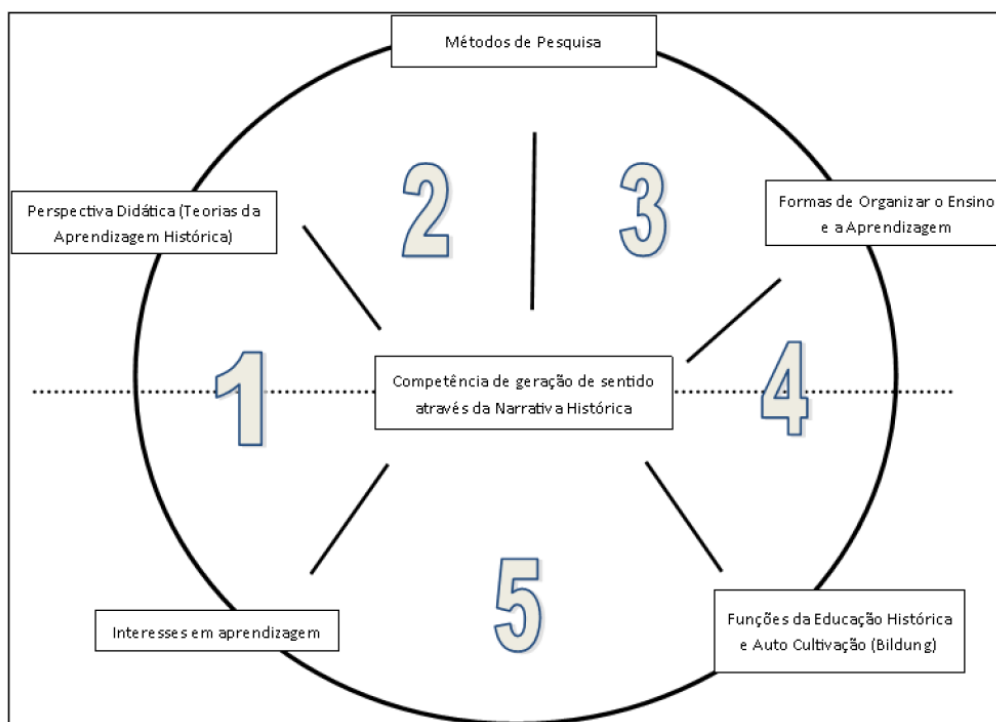 Métodos de Pesquisa
2
3
Perspectiva Didática (Teorias da
Aprendizagem Histórica)
Formas de Organizar o Ensino
e a Aprendizagem
1
Competência de geração de sentido
através da Narrativa Histórica
4
5
Interesses em aprendizagem
Funções da Educação Histórica
e Auto Cultivação (Bildung)